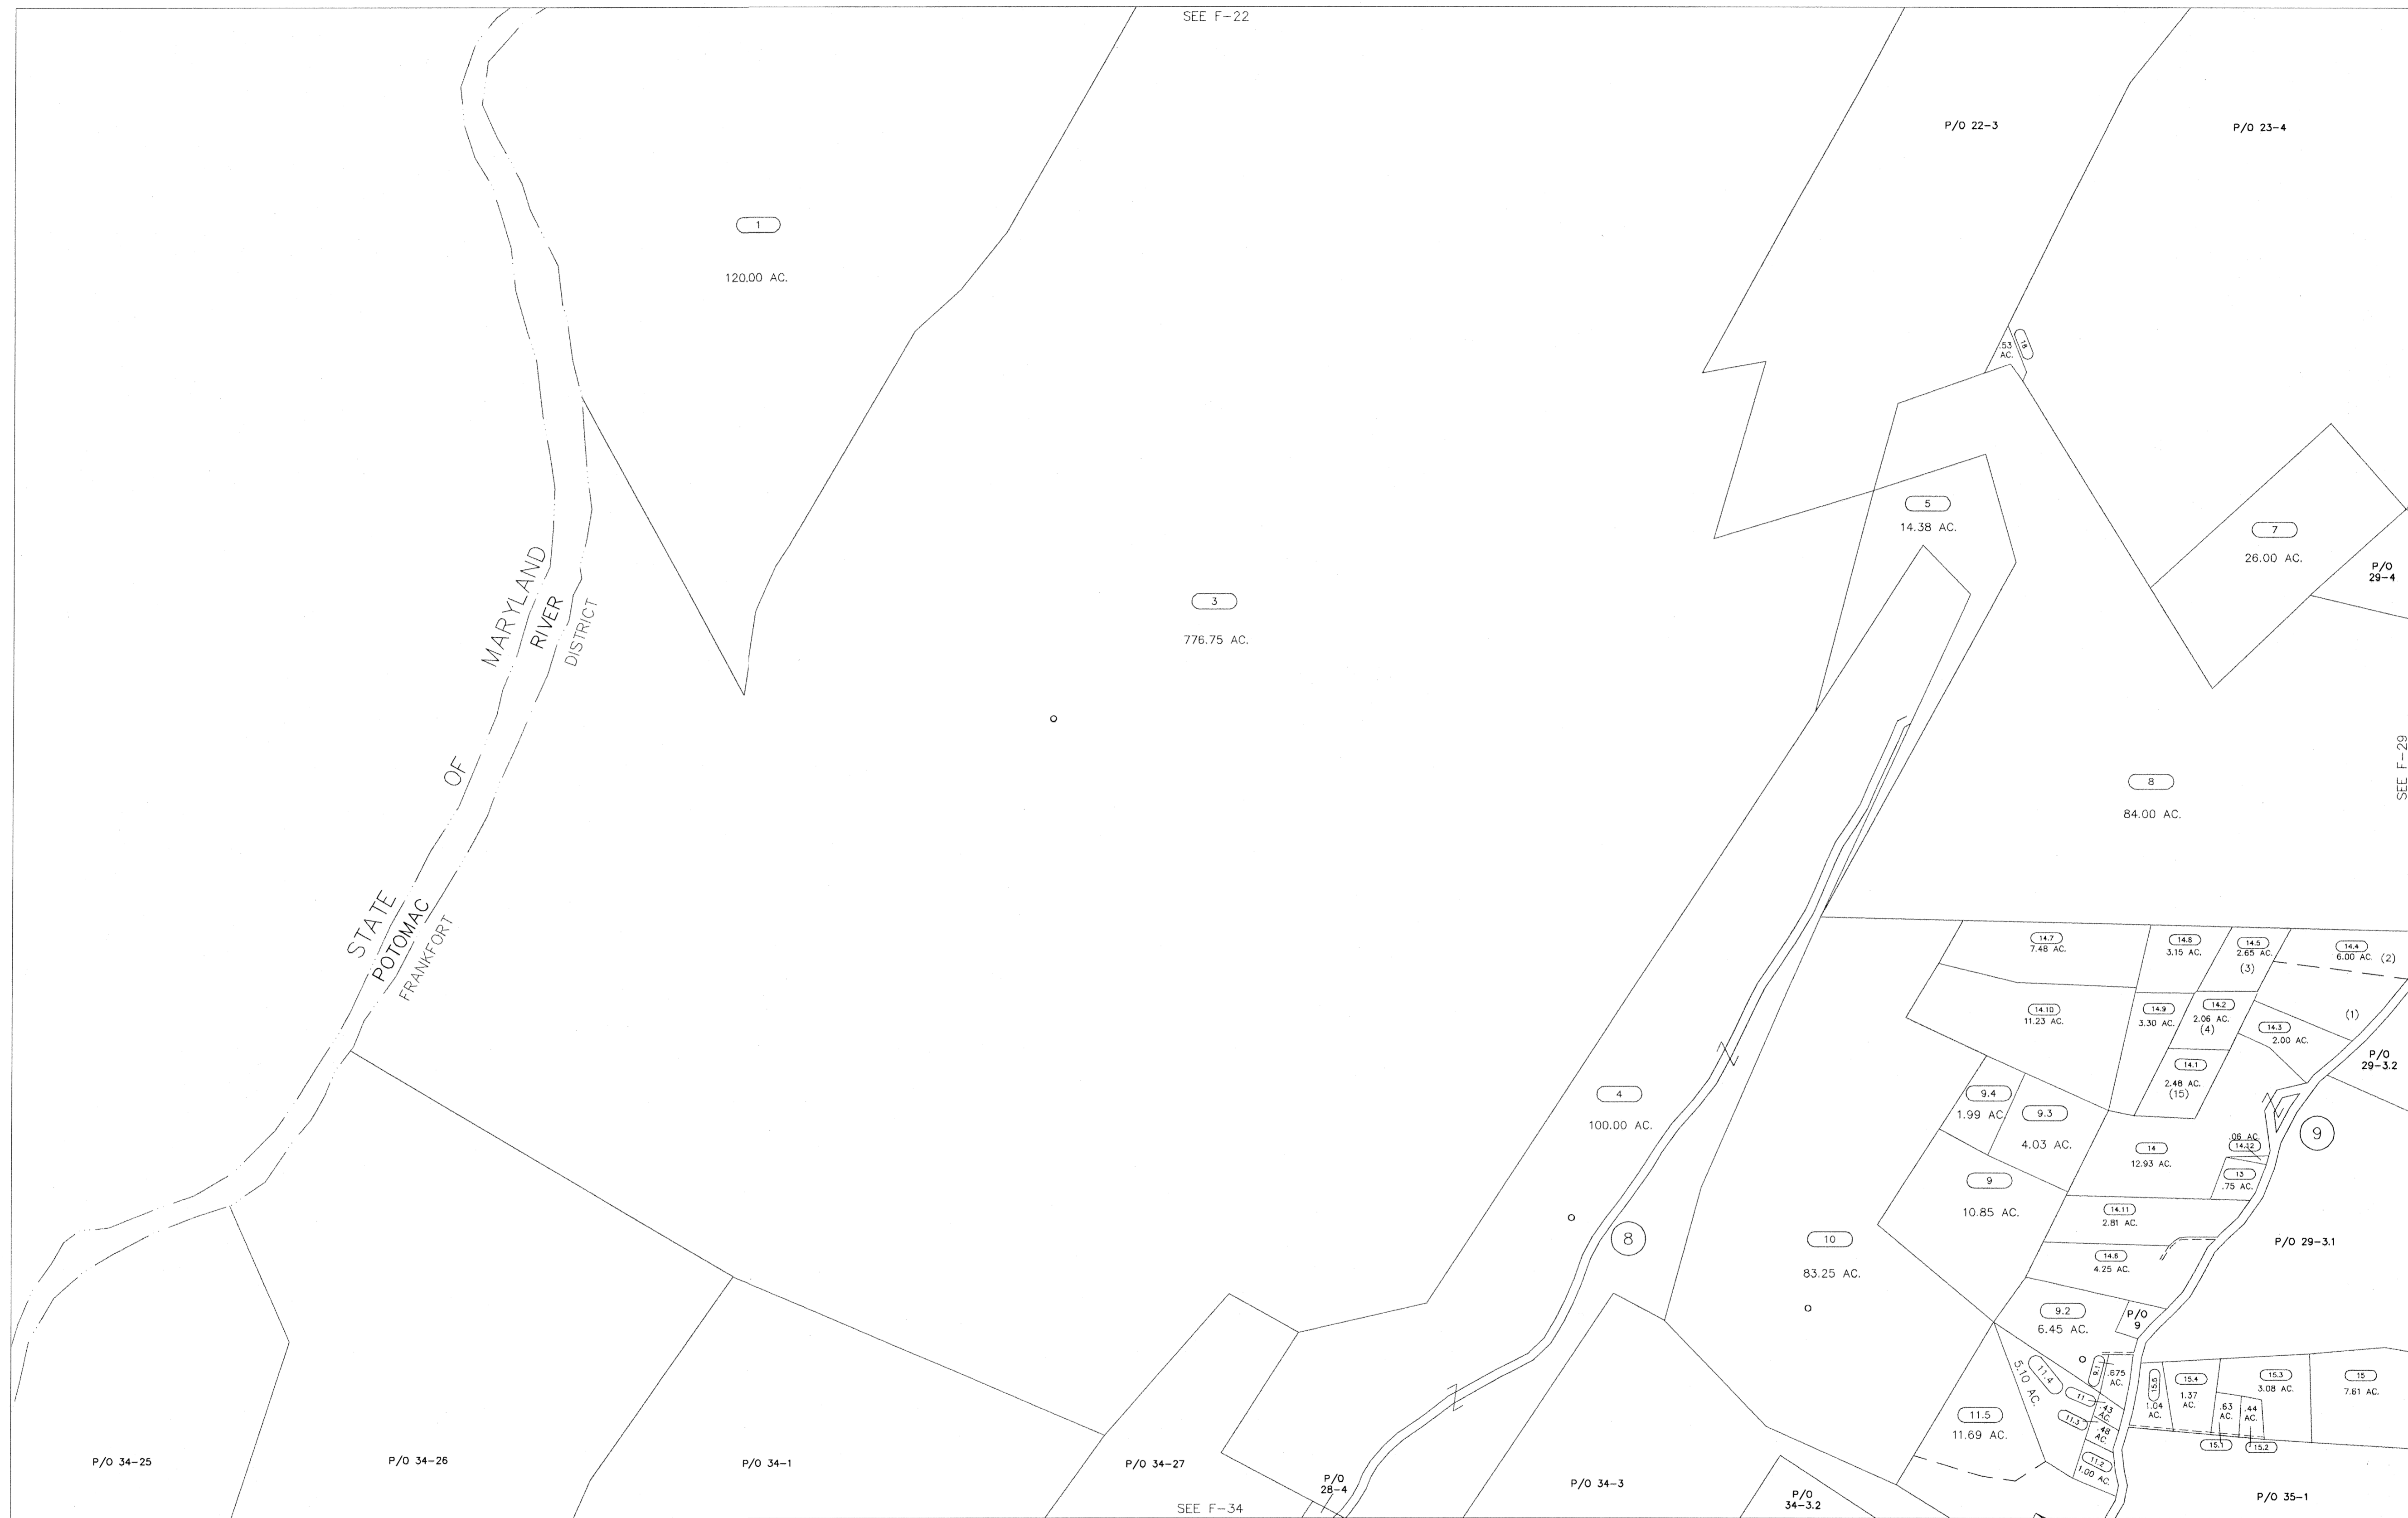 SEE F-22
P/O 22-3
P/O 23-4
1
120.00 AC.
.53
AC.
18
5
14.38 AC.
7
26.00 AC.
P/O
29-4
3
776.75 AC.
STATE OF MARYLAND
POTOMAC RIVER
FRANKFORT DISTRICT
SEE F-29
8
84.00 AC.
14.7
7.48 AC.
14.8
3.15 AC.
14.5
2.65 AC.
(3)
14.4
6.00 AC. (2)
14.10
11.23 AC.
14.9
3.30 AC.
14.2
2.06 AC.
(4)
14.3
2.00 AC.
(1)
P/O
29-3.2
14.1
2.48 AC.
(15)
4
100.00 AC.
9.4
1.99 AC.
9.3
4.03 AC.
14
12.93 AC.
.06 AC.
14.12
13
.75 AC.
9
9
10.85 AC.
14.11
2.81 AC.
8
10
83.25 AC.
14.6
4.25 AC.
P/O 29-3.1
9.2
6.45 AC.
P/O
9
11.4
5.10 AC.
9.1
.675
AC.
11
.43
AC.
11.3
.48
AC.
11.2
1.00 AC.
15.5
1.04
AC.
15.4
1.37
AC.
15.3
3.08 AC.
15
7.61 AC.
.63
AC.
.44
AC.
15.1
15.2
11.5
11.69 AC.
P/O 34-25
P/O 34-26
P/O 34-1
P/O 34-27
P/O
28-4
P/O 34-3
P/O
34-3.2
P/O 35-1
SEE F-34